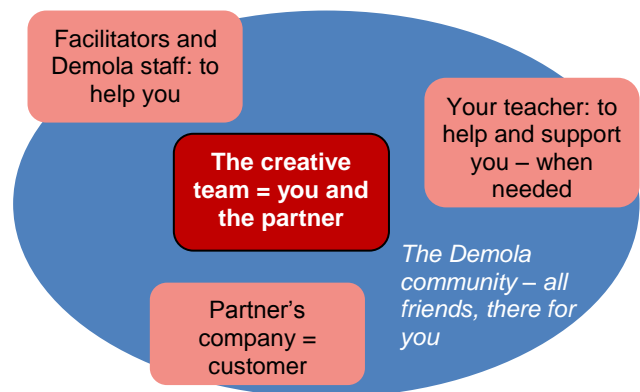 Facilitators and
Demola staff: to
help you
Your teacher: to
help and support
you – when
needed
The creative
team = you and
the partner
The Demola
community – all
friends, there for
you
Partner’s
company =
customer